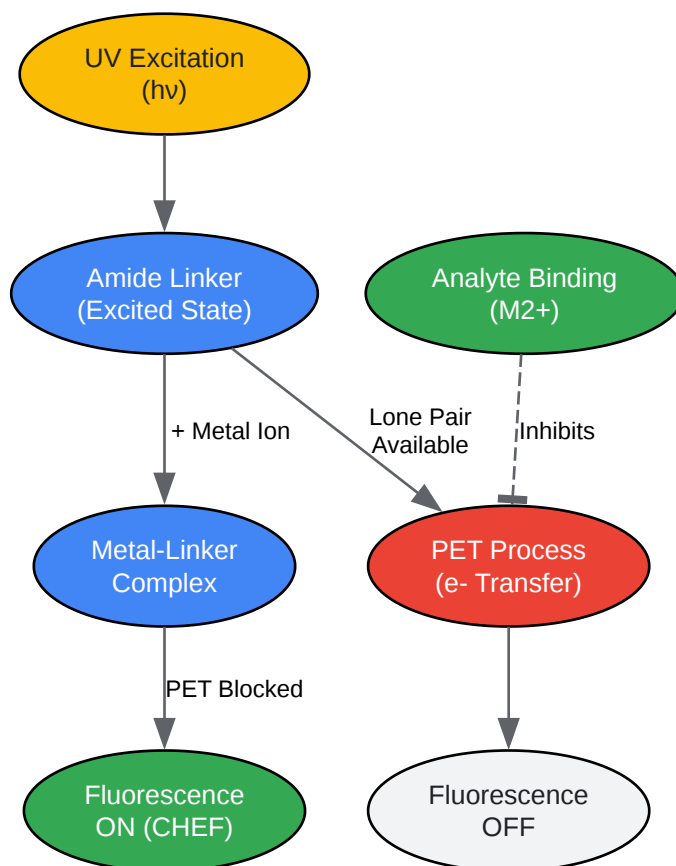 UV Excitation
(hν)
Amide Linker
(Excited State)
Analyte Binding
(M2+)
+ Metal Ion
Lone Pair
Available
Inhibits
Metal-Linker
Complex
PET Process
(e- Transfer)
PET Blocked
Fluorescence
ON (CHEF)
Fluorescence
OFF